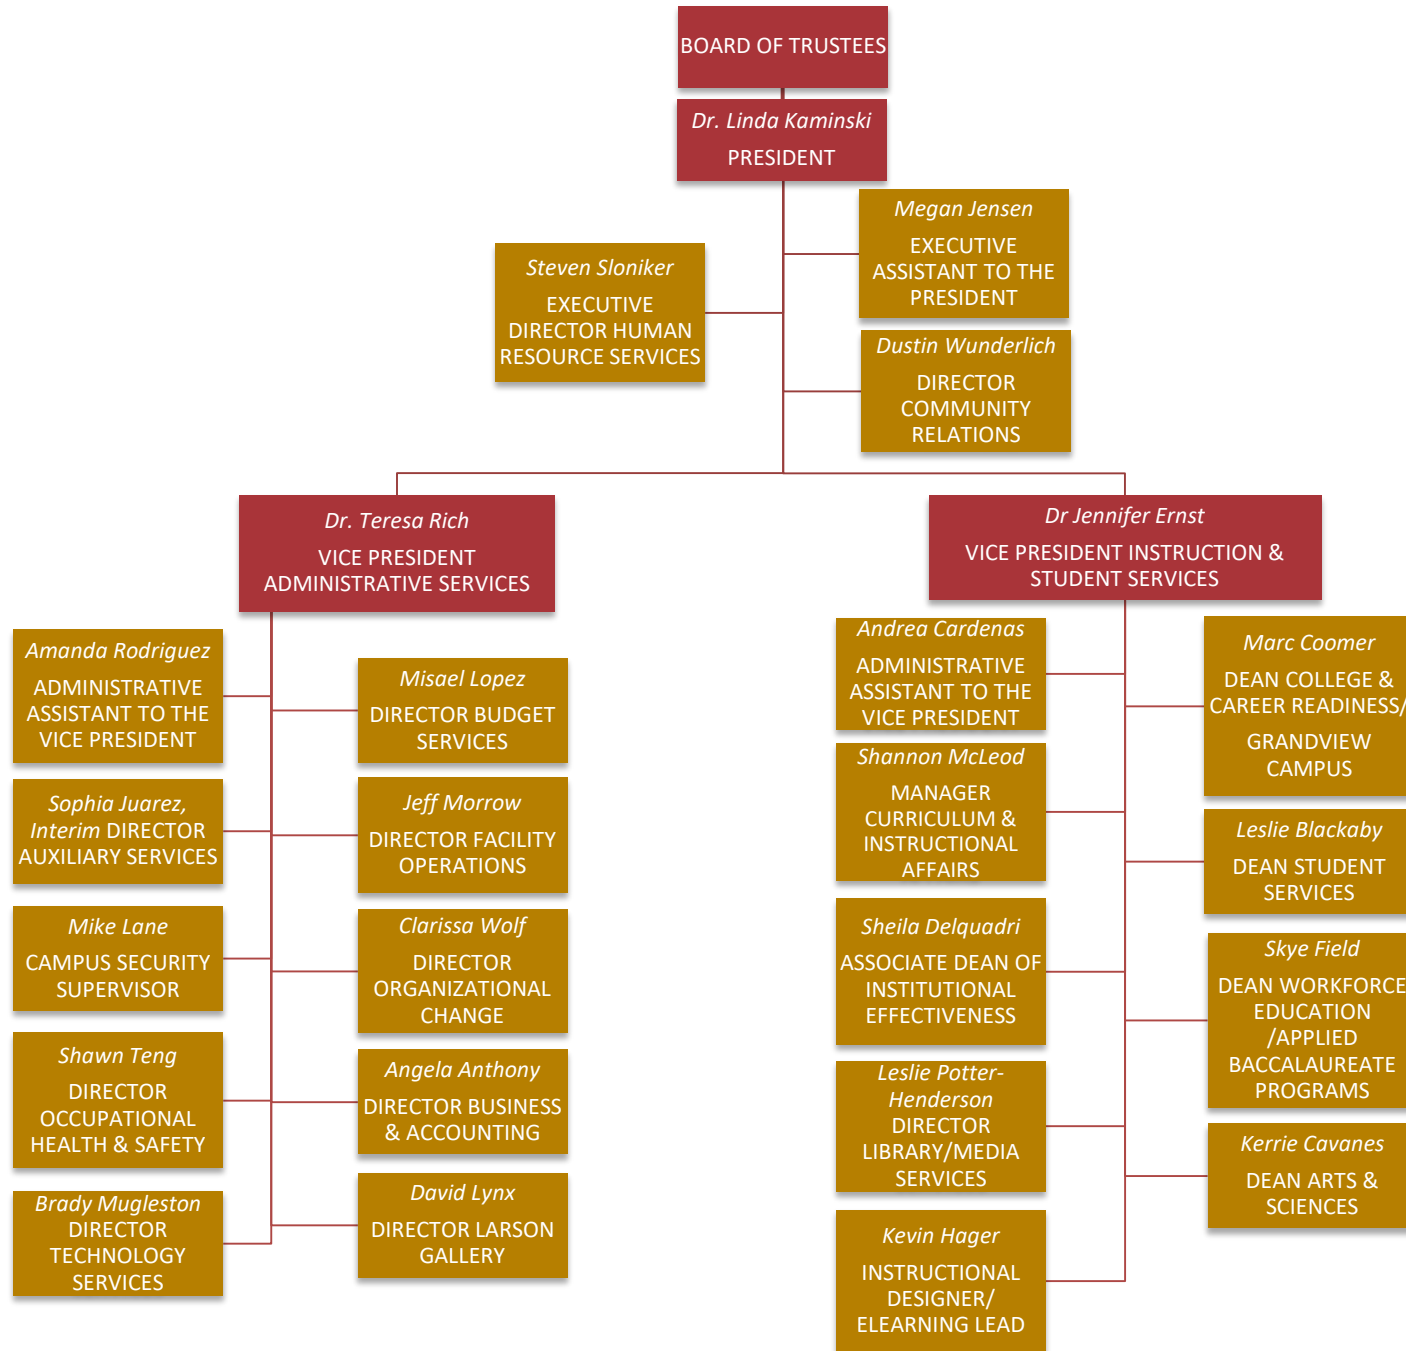 BOARD OF TRUSTEES
Dr. Linda Kaminski
PRESIDENT
Megan Jensen
EXECUTIVE
ASSISTANT TO THE
PRESIDENT
Steven Sloniker
EXECUTIVE
DIRECTOR HUMAN
RESOURCE SERVICES
Dustin Wunderlich
DIRECTOR
COMMUNITY
RELATIONS
Dr. Teresa Rich
VICE PRESIDENT
ADMINISTRATIVE SERVICES
Dr Jennifer Ernst
VICE PRESIDENT INSTRUCTION &
STUDENT SERVICES
Amanda Rodriguez
ADMINISTRATIVE
ASSISTANT TO THE
VICE PRESIDENT
Misael Lopez
DIRECTOR BUDGET
SERVICES
Sophia Juarez,
Interim DIRECTOR
AUXILIARY SERVICES
Jeff Morrow
DIRECTOR FACILITY
OPERATIONS
Mike Lane
CAMPUS SECURITY
SUPERVISOR
Clarissa Wolf
DIRECTOR
ORGANIZATIONAL
CHANGE
Shawn Teng
DIRECTOR
OCCUPATIONAL
HEALTH & SAFETY
Angela Anthony
DIRECTOR BUSINESS
& ACCOUNTING
Brady Mugleston
DIRECTOR
TECHNOLOGY
SERVICES
David Lynx
DIRECTOR LARSON
GALLERY
Andrea Cardenas
ADMINISTRATIVE
ASSISTANT TO THE
VICE PRESIDENT
Marc Coomer
DEAN COLLEGE &
CAREER READINESS/
GRANDVIEW
CAMPUS
Shannon McLeod
MANAGER
CURRICULUM &
INSTRUCTIONAL
AFFAIRS
Leslie Blackaby
DEAN STUDENT
SERVICES
Sheila Delquadri
ASSOCIATE DEAN OF
INSTITUTIONAL
EFFECTIVENESS
Skye Field
DEAN WORKFORCE
EDUCATION
/APPLIED
BACCALAUREATE
PROGRAMS
Leslie Potter-
Henderson
DIRECTOR
LIBRARY/MEDIA
SERVICES
Kerrie Cavanes
DEAN ARTS &
SCIENCES
Kevin Hager
INSTRUCTIONAL
DESIGNER/
ELEARNING LEAD